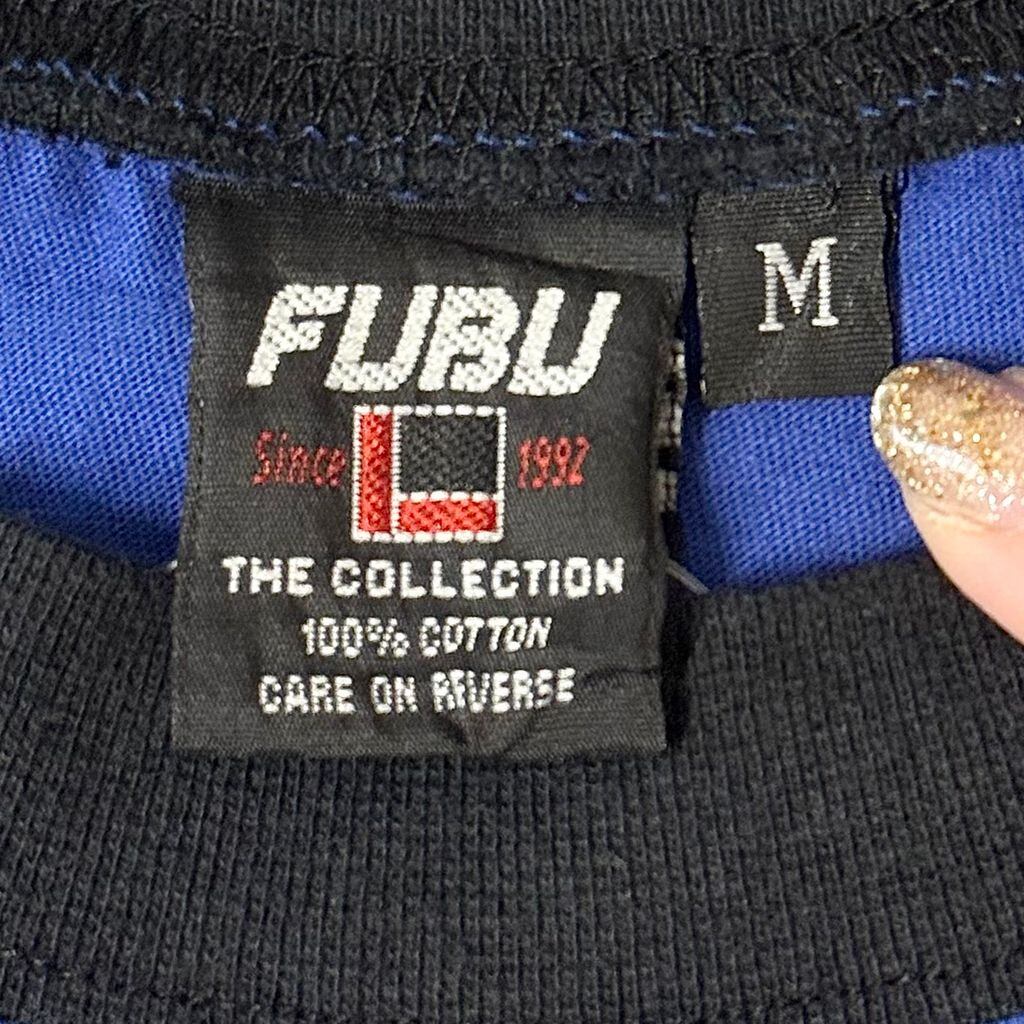 FUBU
M
Since 1992
THE COLLECTION
100% COTTON
CARE ON REVERSE